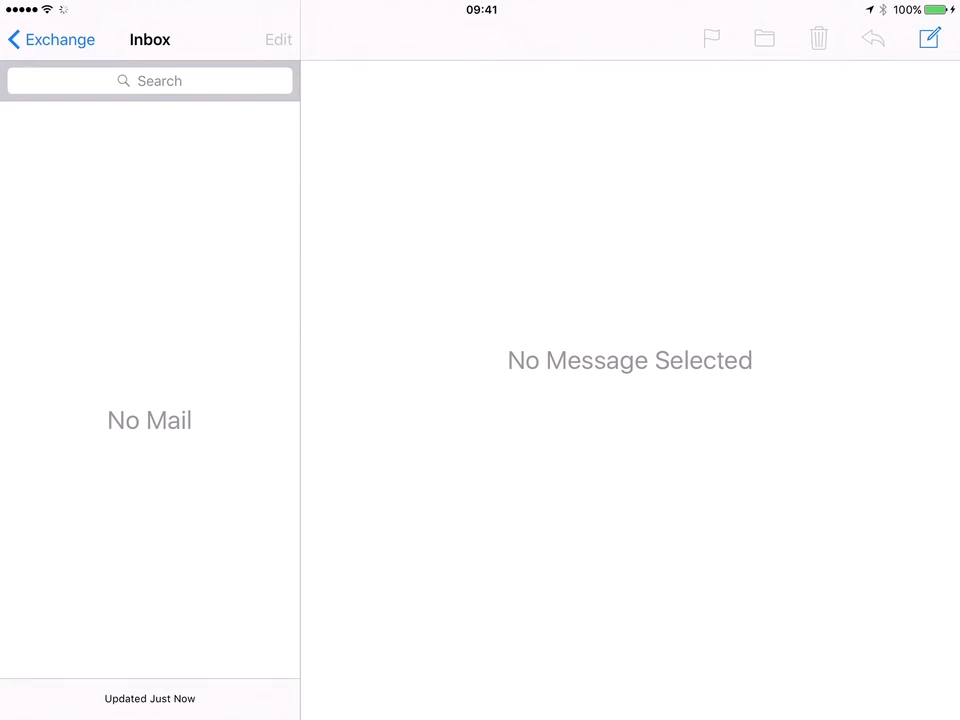 09:41
100%
Exchange
Inbox
Edit
Search
No Mail
No Message Selected
Updated Just Now